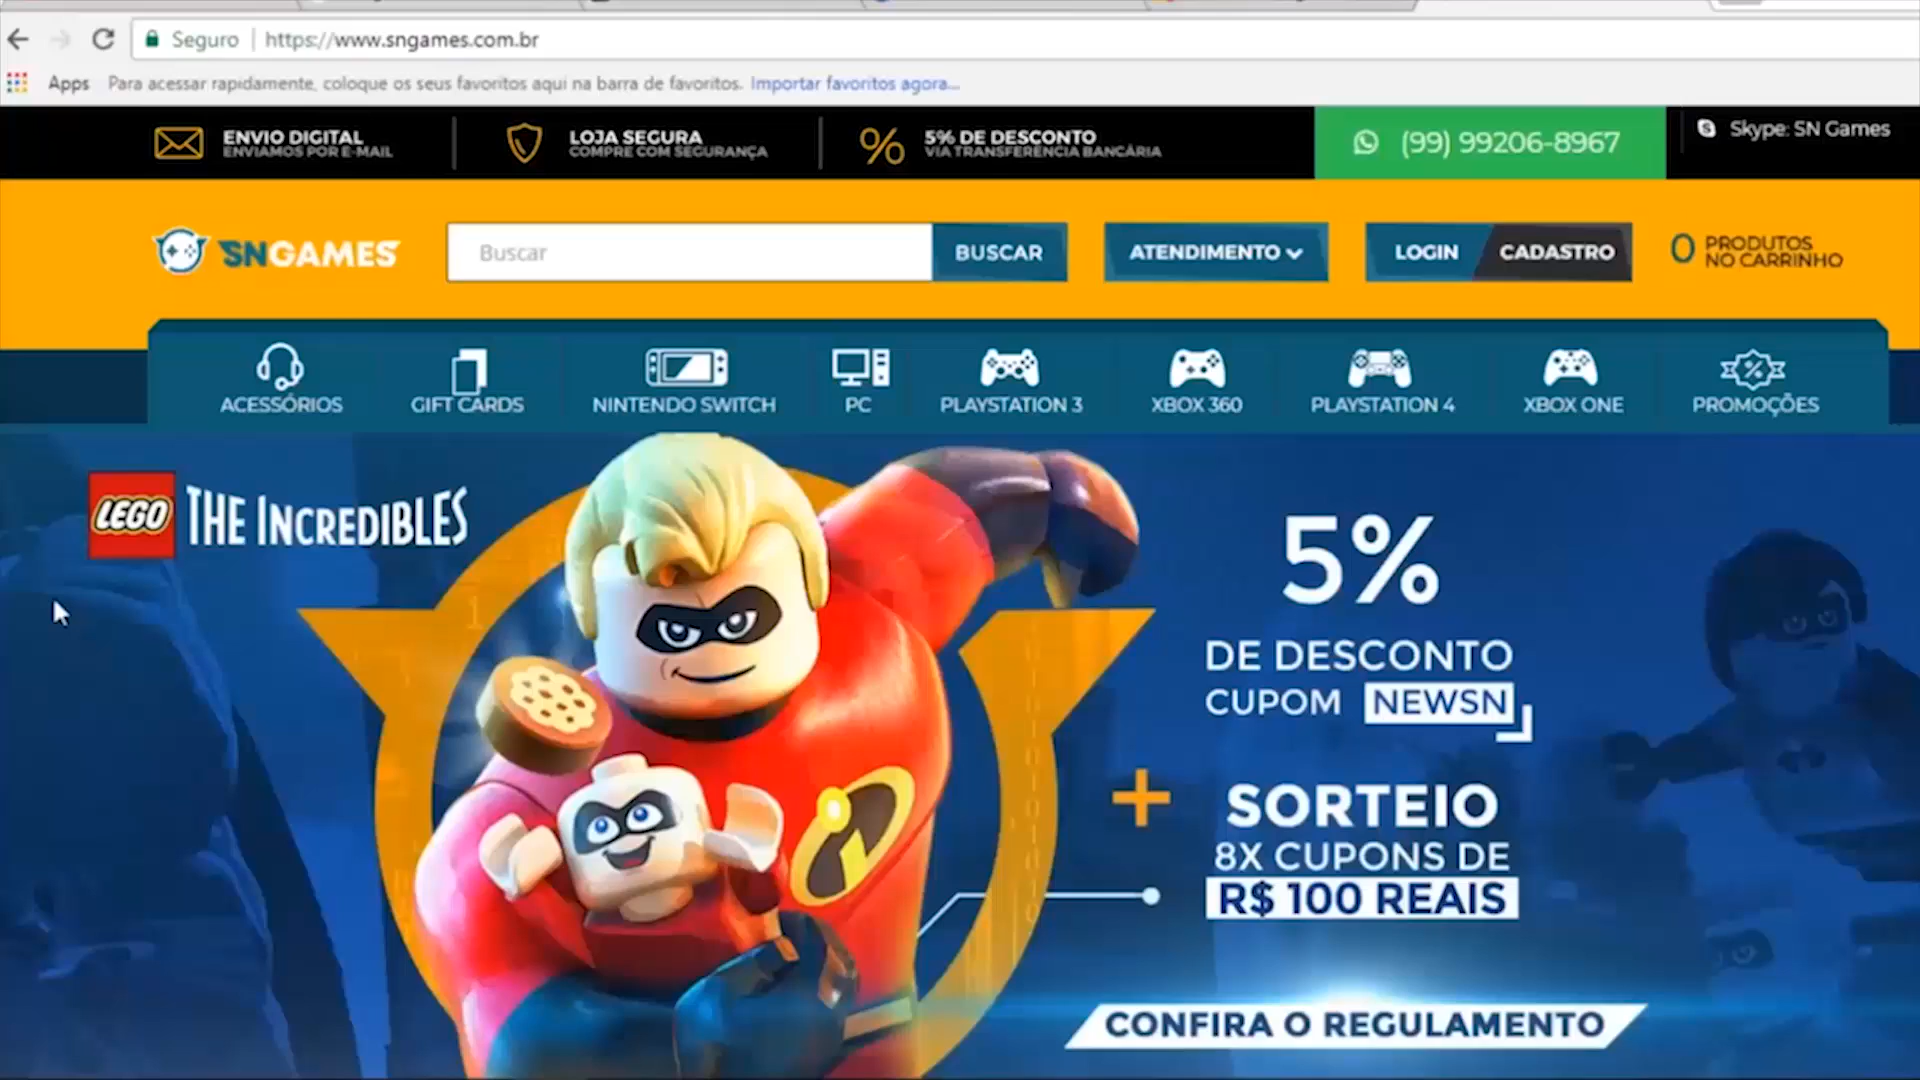 Seguro
https://www.sngames.com.br
Apps
Para acessar rapidamente, coloque os seus favoritos aqui na barra de favoritos.
Importar favoritos agora...
ENVIO DIGITAL
ENVIAMOS POR E-MAIL
LOJA SEGURA
COMPRE COM SEGURANÇA
5% DE DESCONTO
VIA TRANSFERENCIA BANCÁRIA
(99) 99206-8967
Skype: SN Games
SNGAMES
Buscar
BUSCAR
ATENDIMENTO
LOGIN
CADASTRO
0 PRODUTOS
NO CARRINHO
ACESSÓRIOS
GIFT CARDS
NINTENDO SWITCH
PC
PLAYSTATION 3
XBOX 360
PLAYSTATION 4
XBOX ONE
PROMOÇÕES
LEGO THE INCREDIBLES
5%
DE DESCONTO
CUPOM NEWSN
+ SORTEIO
8X CUPONS DE
R$ 100 REAIS
CONFIRA O REGULAMENTO